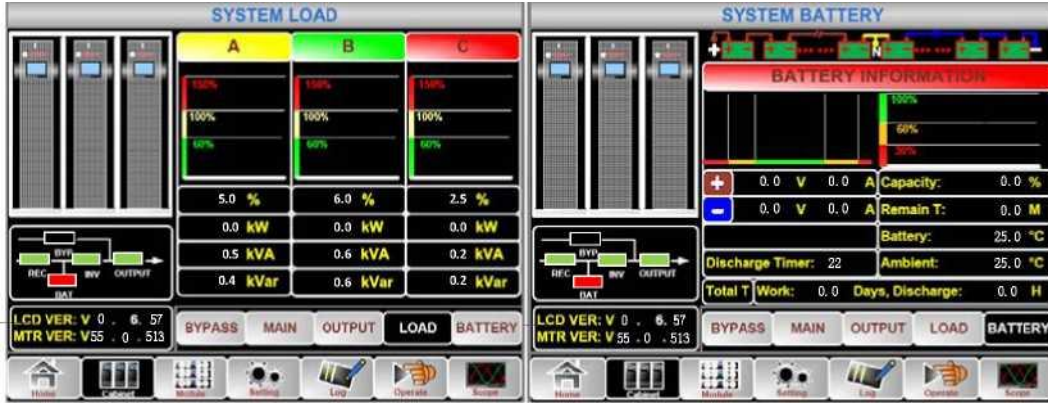 SYSTEM LOAD
A B C
150% 150% 150%
100% 100% 100%
60% 60% 60%
5.0 % 6.0 % 2.5 %
0.0 kW 0.0 kW 0.0 kW
0.5 kVA 0.6 kVA 0.2 kVA
0.4 kVar 0.6 kVar 0.2 kVar
BYP
REC INV OUTPUT
BAT
LCD VER: V 0 . 6. 57
MTR VER: V55 . 0 .513
BYPASS MAIN OUTPUT LOAD BATTERY
Home Cabinet Module Setting Log Operate Scope
SYSTEM BATTERY
+ N -
BATTERY INFORMATION
100%
60%
20%
+ 0.0 V 0.0 A Capacity: 0.0 %
- 0.0 V 0.0 A Remain T: 0.0 M
Battery: 25.0 °C
Discharge Timer: 22 Ambient: 25.0 °C
Total T Work: 0.0 Days, Discharge: 0.0 H
BYP
REC INV OUTPUT
BAT
LCD VER: V 0 . 6. 57
MTR VER: V55 . 0 .513
BYPASS MAIN OUTPUT LOAD BATTERY
Home Cabinet Module Setting Log Operate Scope